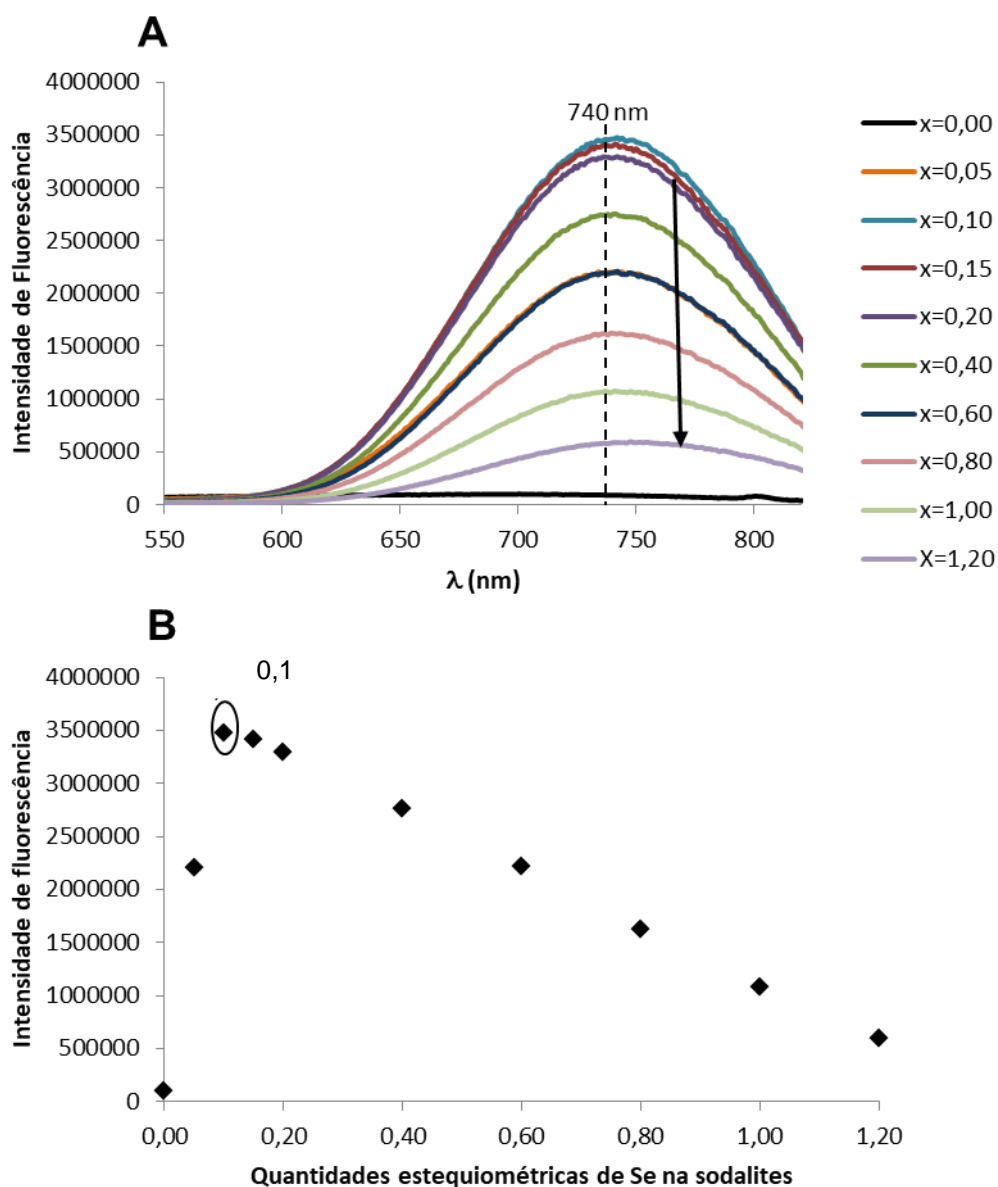 A
Intensidade de Fluorescência
4000000
3500000
3000000
2500000
2000000
1500000
1000000
500000
0
740 nm
550
600
650
700
750
800
λ (nm)
x=0,00
x=0,05
x=0,10
x=0,15
x=0,20
x=0,40
x=0,60
x=0,80
x=1,00
X=1,20
B
0,1
Intensidade de fluorescência
4000000
3500000
3000000
2500000
2000000
1500000
1000000
500000
0
0,00
0,20
0,40
0,60
0,80
1,00
1,20
Quantidades estequiométricas de Se na sodalites